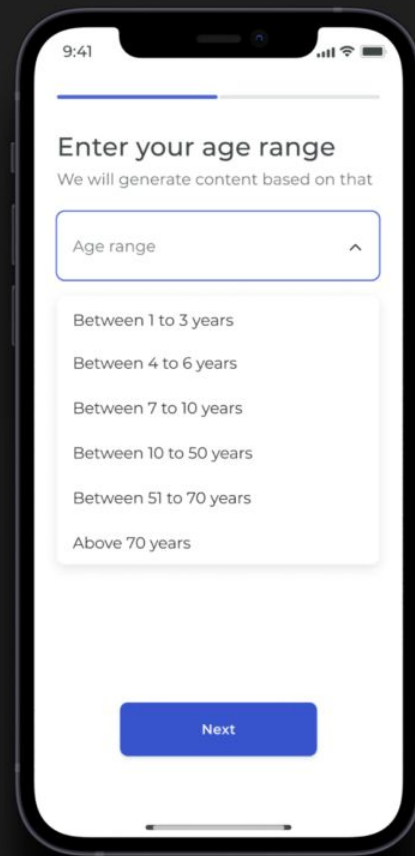 9:41
Enter your age range
We will generate content based on that
Age range
Between 1 to 3 years
Between 4 to 6 years
Between 7 to 10 years
Between 10 to 50 years
Between 51 to 70 years
Above 70 years
Next